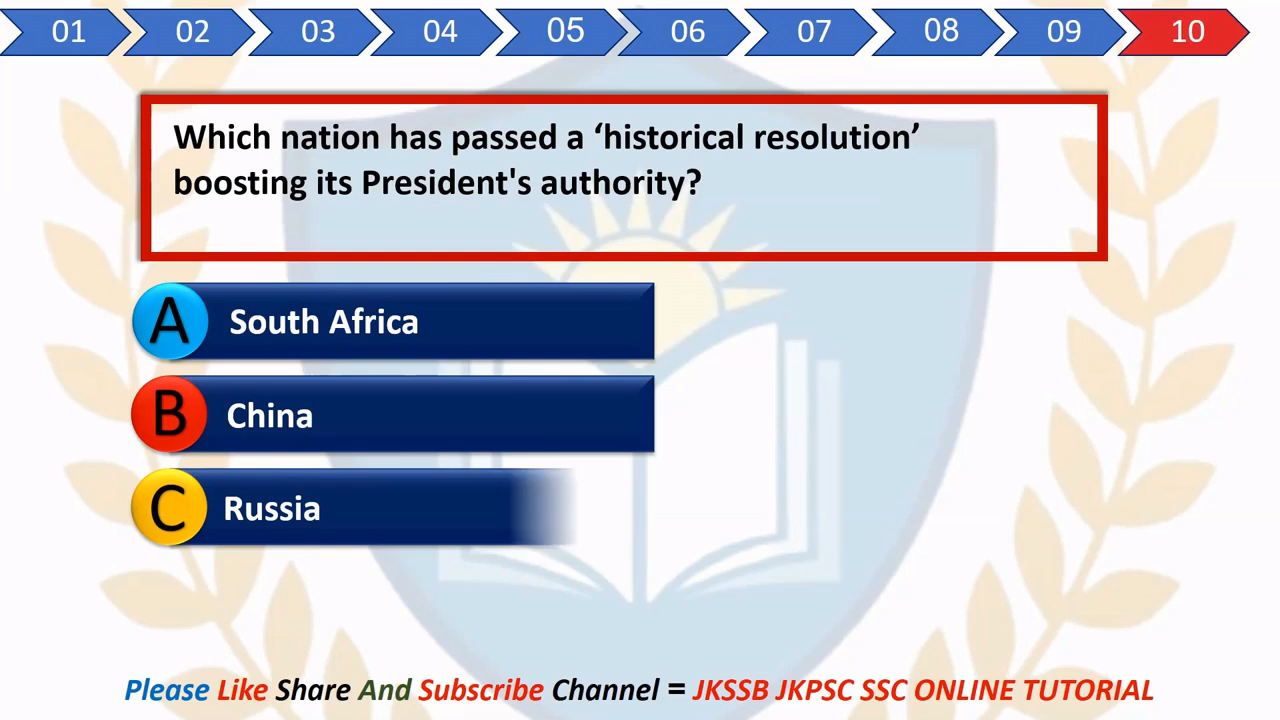 01 02 03 04 05 06 07 08 09 10
Which nation has passed a ‘historical resolution’
boosting its President's authority?
A South Africa
B China
C Russia
Please Like Share And Subscribe Channel = JKSSB JKPSC SSC ONLINE TUTORIAL